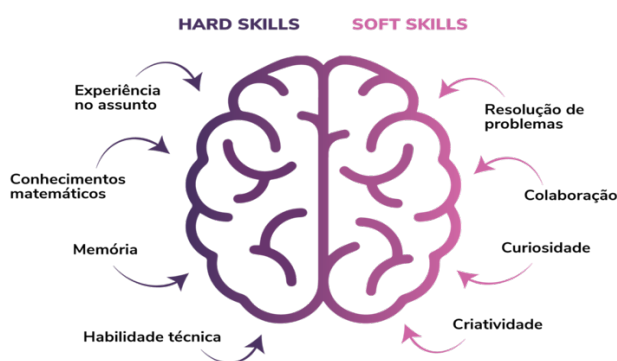 HARD SKILLS
SOFT SKILLS
Experiência
no assunto
Conhecimentos
matemáticos
Memória
Habilidade técnica
Resolução de
problemas
Colaboração
Curiosidade
Criatividade